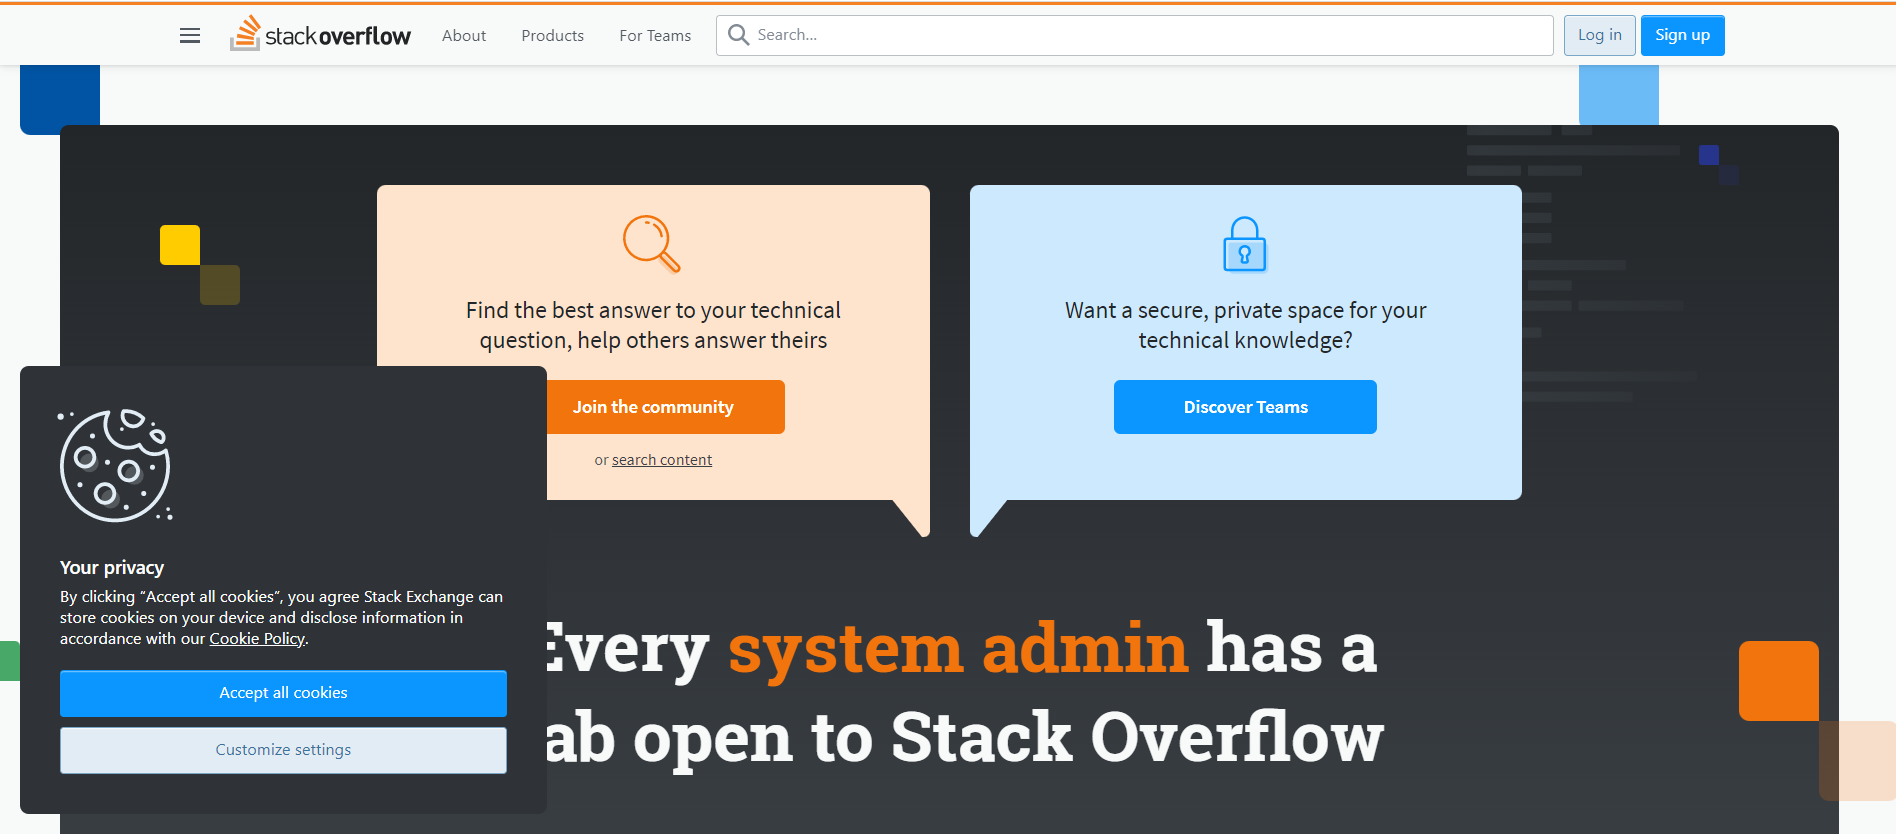 stackoverflow
About
Products
For Teams
Search...
Log in
Sign up
Find the best answer to your technical
question, help others answer theirs
Join the community
or search content
Want a secure, private space for your
technical knowledge?
Discover Teams
Your privacy
By clicking “Accept all cookies”, you agree Stack Exchange can
store cookies on your device and disclose information in
accordance with our Cookie Policy.
Accept all cookies
Customize settings
Every system admin has a
ab open to Stack Overflow